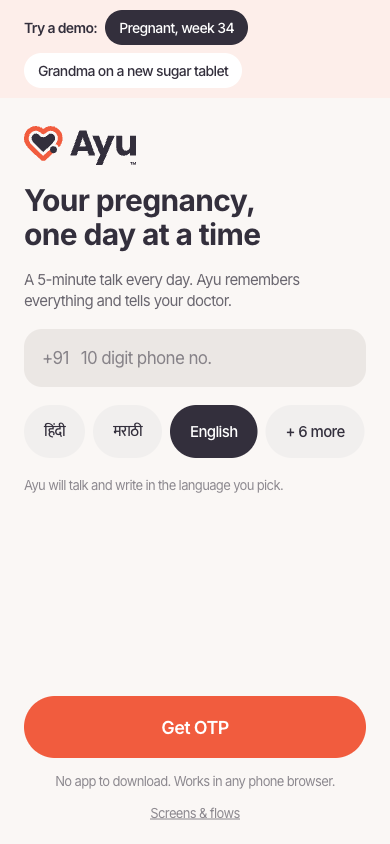 Try a demo:
Pregnant, week 34
Grandma on a new sugar tablet
Ayu
™
Your pregnancy,
one day at a time
A 5-minute talk every day. Ayu remembers
everything and tells your doctor.
+91 10 digit phone no.
हिंदी मराठी English + 6 more
Ayu will talk and write in the language you pick.
Get OTP
No app to download. Works in any phone browser.
Screens & flows